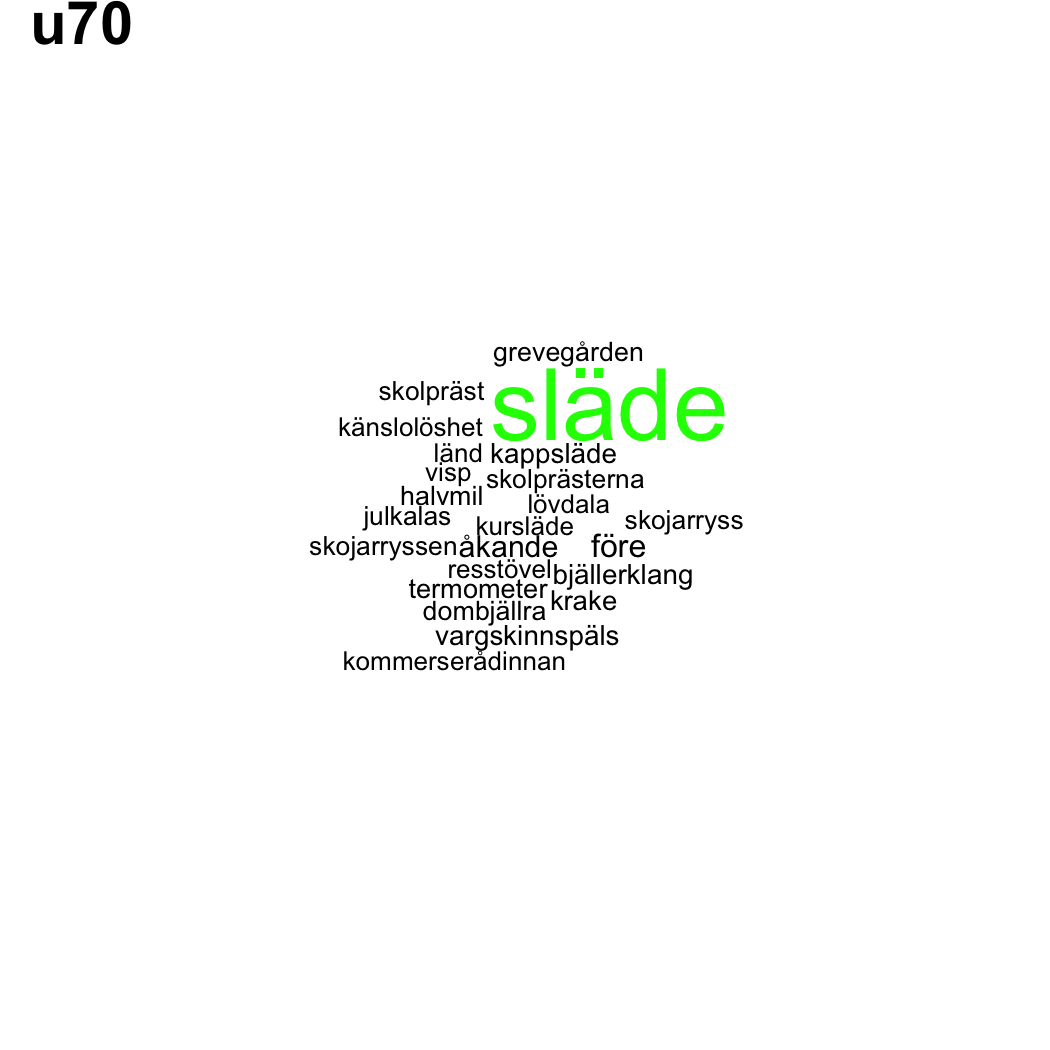 u70
grevegården
skolpräst
släde
känslolöshet
länd
kappsläde
visp
skolprästerna
halvmil
lövdala
julkalas
kursläde
skojarryss
skojarryssen
åkande
före
resstövel
bjällerklang
termometer
krake
dombjällra
vargskinnspäls
kommerserådinnan